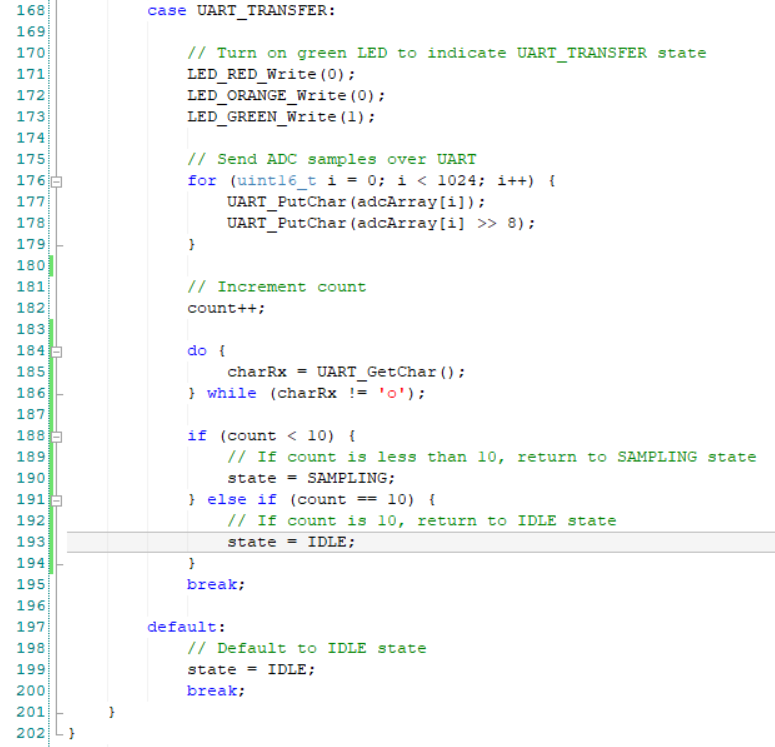 168 case UART_TRANSFER:
169
170 // Turn on green LED to indicate UART_TRANSFER state
171 LED_RED_Write(0);
172 LED_ORANGE_Write(0);
173 LED_GREEN_Write(1);
174
175 // Send ADC samples over UART
176 for (uint16_t i = 0; i < 1024; i++) {
177 UART_PutChar(adcArray[i]);
178 UART_PutChar(adcArray[i] >> 8);
179 }
180
181 // Increment count
182 count++;
183
184 do {
185 charRx = UART_GetChar();
186 } while (charRx != 'o');
187
188 if (count < 10) {
189 // If count is less than 10, return to SAMPLING state
190 state = SAMPLING;
191 } else if (count == 10) {
192 // If count is 10, return to IDLE state
193 state = IDLE;
194 }
195 break;
196
197 default:
198 // Default to IDLE state
199 state = IDLE;
200 break;
201 }
202 }